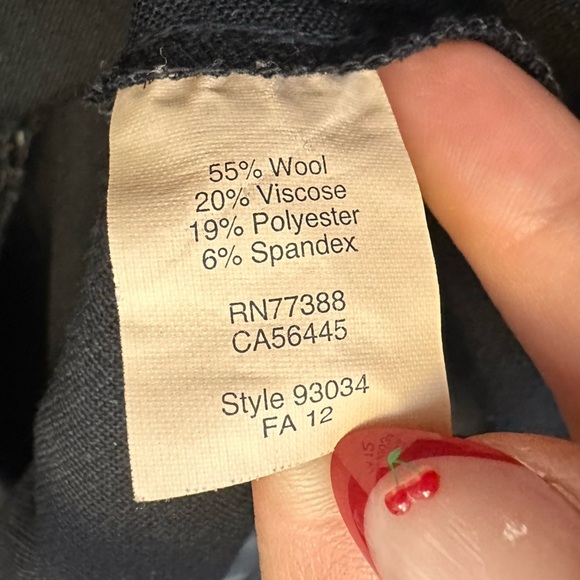 55% Wool
20% Viscose
19% Polyester
6% Spandex
RN77388
CA56445
Style 93034
FA 12